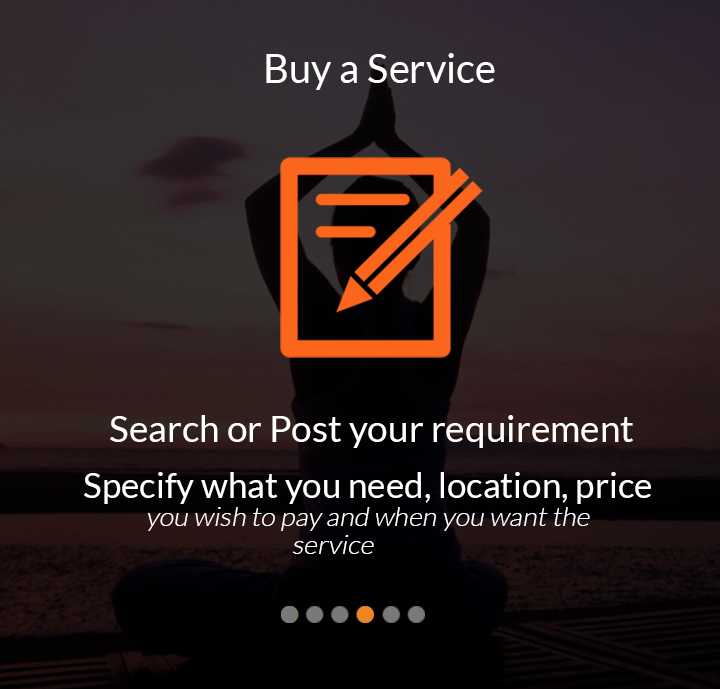 Buy a Service
Search or Post your requirement
Specify what you need, location, price
you wish to pay and when you want the
service